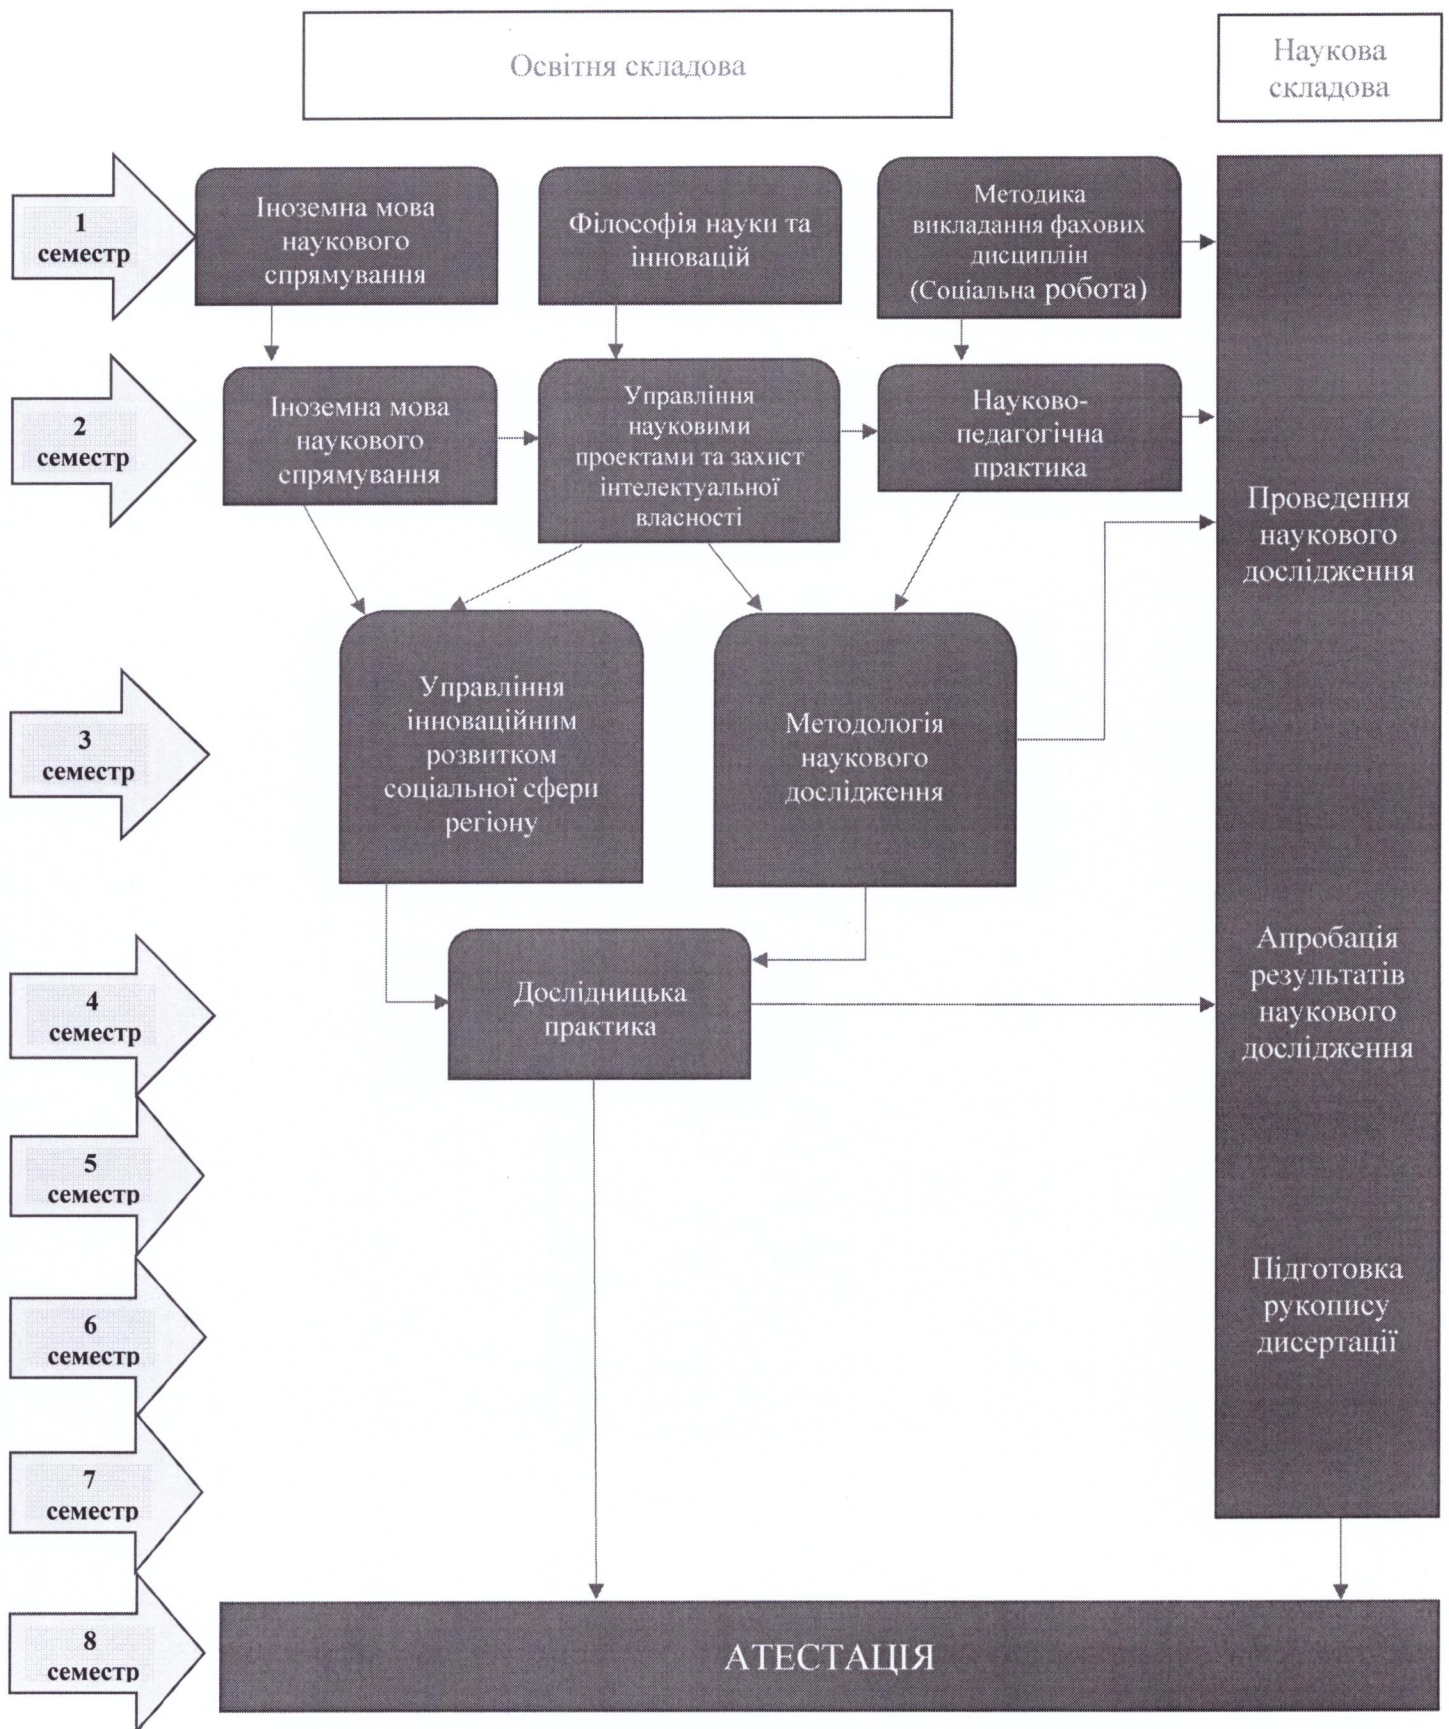 Освітня складова
Наукова
складова
1
семестр
Іноземна мова
наукового
спрямування
Філософія науки та
інновацій
Методика
викладання фахових
дисциплін
(Соціальна робота)
2
семестр
Іноземна мова
наукового
спрямування
Управління
науковими
проектами та захист
інтелектуальної
власності
Науково-
педагогічна
практика
Проведення
наукового
дослідження
3
семестр
Управління
інноваційним
розвитком
соціальної сфери
регіону
Методологія
наукового
дослідження
4
семестр
Дослідницька
практика
Апробація
результатів
наукового
дослідження
5
семестр
6
семестр
Підготовка
рукопису
дисертації
7
семестр
8
семестр
АТЕСТАЦІЯ